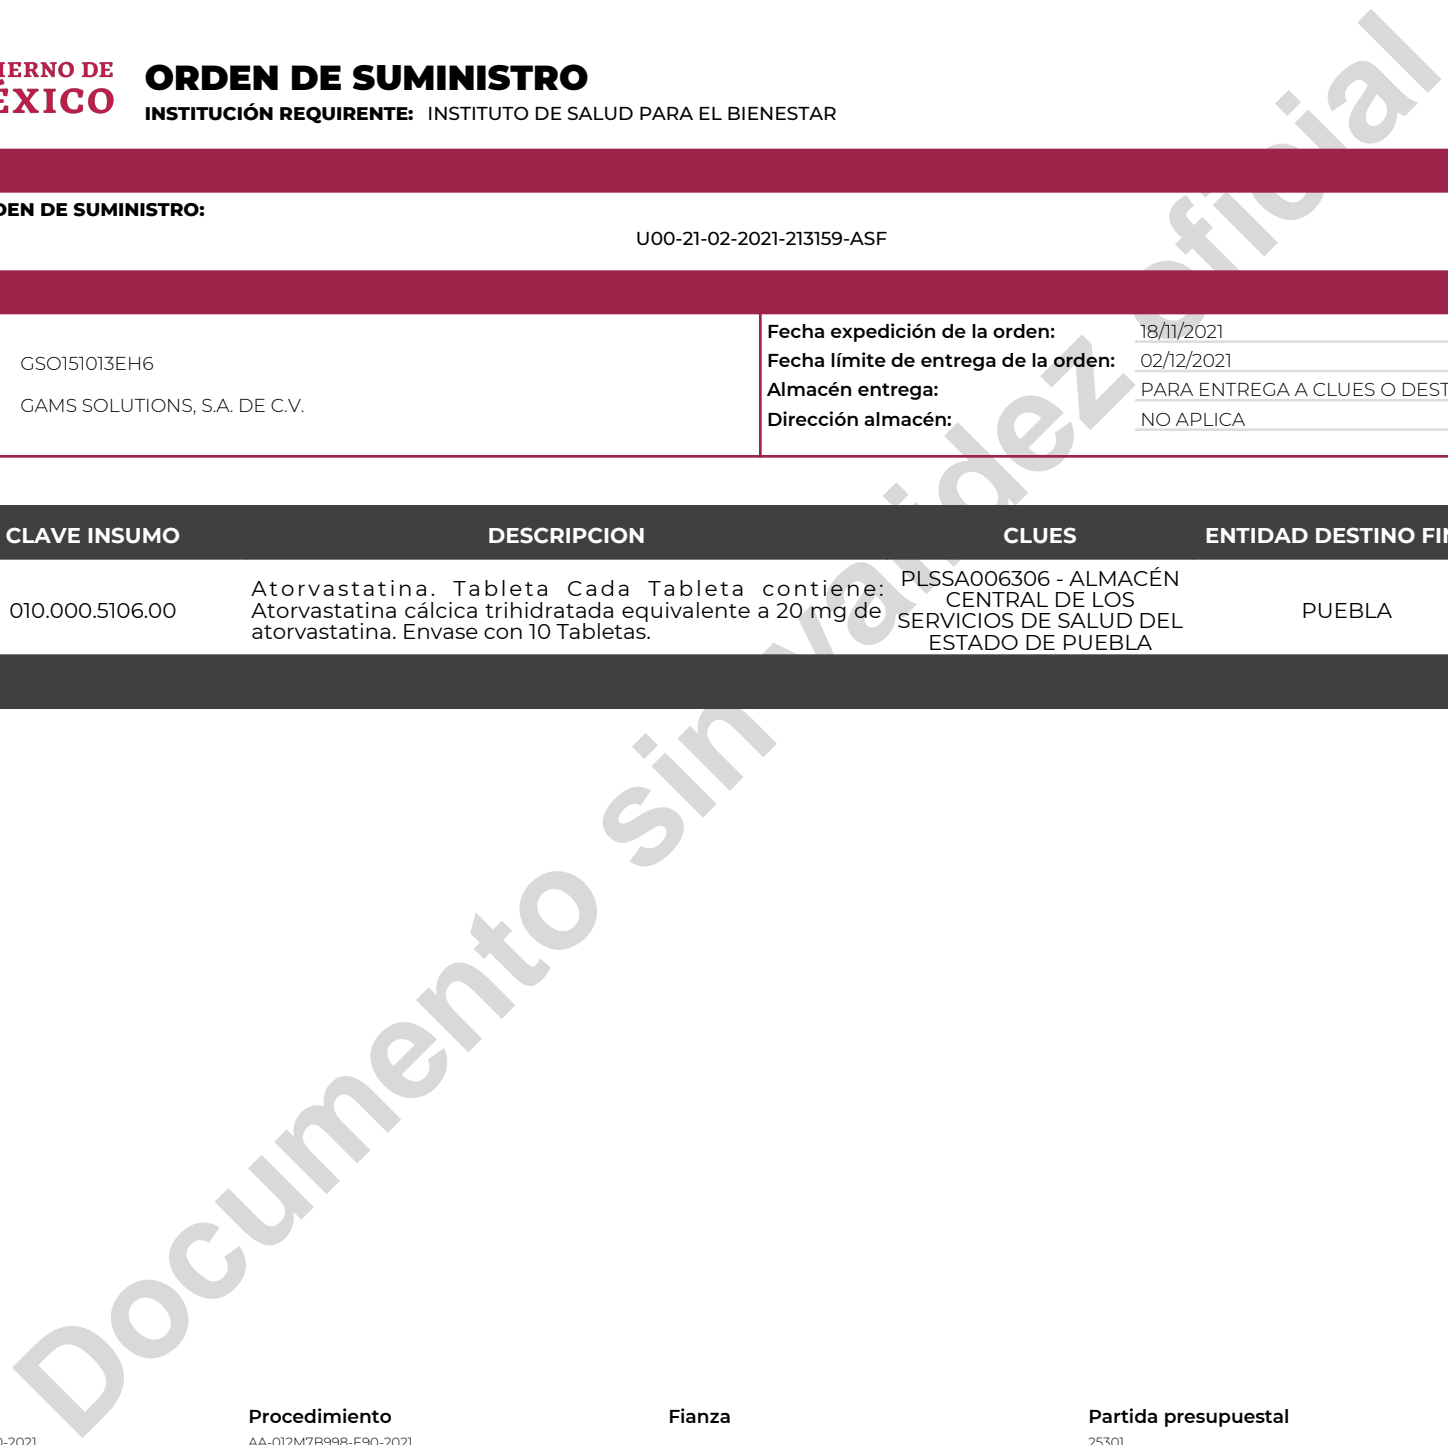 IERNO DE
ÉXICO
ORDEN DE SUMINISTRO
INSTITUCIÓN REQUIRENTE: INSTITUTO DE SALUD PARA EL BIENESTAR
DEN DE SUMINISTRO:
U00-21-02-2021-213159-ASF
GSO151013EH6
GAMS SOLUTIONS, S.A. DE C.V.
Fecha expedición de la orden: 18/11/2021
Fecha límite de entrega de la orden: 02/12/2021
Almacén entrega: PARA ENTREGA A CLUES O DEST
Dirección almacén: NO APLICA
CLAVE INSUMO DESCRIPCION CLUES ENTIDAD DESTINO FIN
010.000.5106.00
Atorvastatina. Tableta Cada Tableta contiene:
Atorvastatina cálcica trihidratada equivalente a 20 mg de
atorvastatina. Envase con 10 Tabletas.
PLSSA006306 - ALMACÉN
CENTRAL DE LOS
SERVICIOS DE SALUD DEL
ESTADO DE PUEBLA
PUEBLA
Documento sin validez oficial
Procedimiento Fianza Partida presupuestal
0-2021 AA-012M7B998-E90-2021 25301